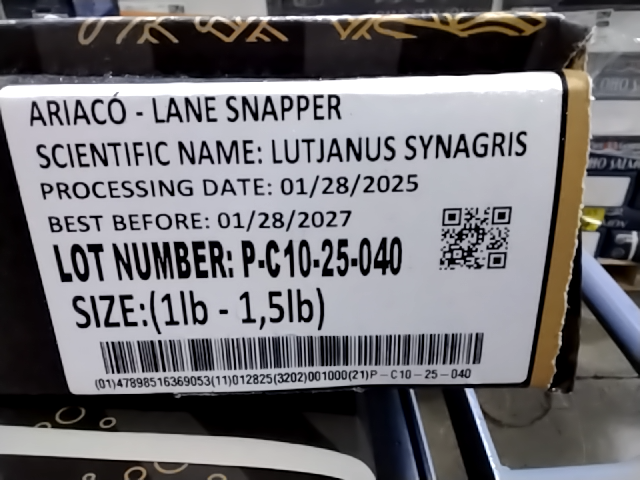 ARIACÓ - LANE SNAPPER
SCIENTIFIC NAME: LUTJANUS SYNAGRIS
PROCESSING DATE: 01/28/2025
BEST BEFORE: 01/28/2027
LOT NUMBER: P-C10-25-040
SIZE:(1lb - 1,5lb)
(01)47898516369053(11)012825(3202)001000(21)P-C10-25-040